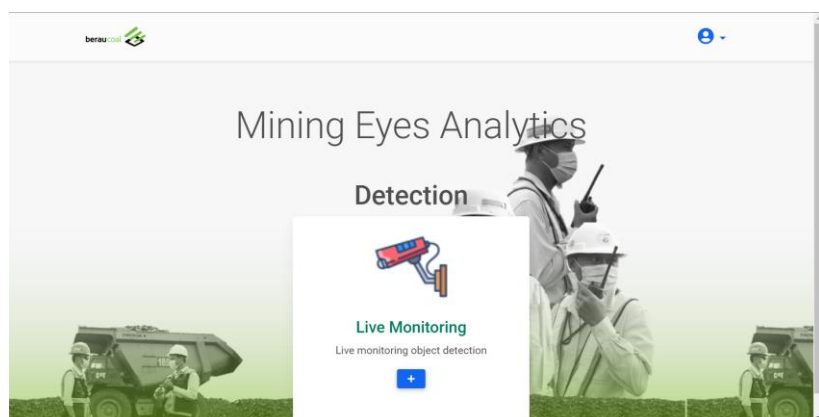 beraucoal
Mining Eyes Analytics
Detection
Live Monitoring
Live monitoring object detection
+